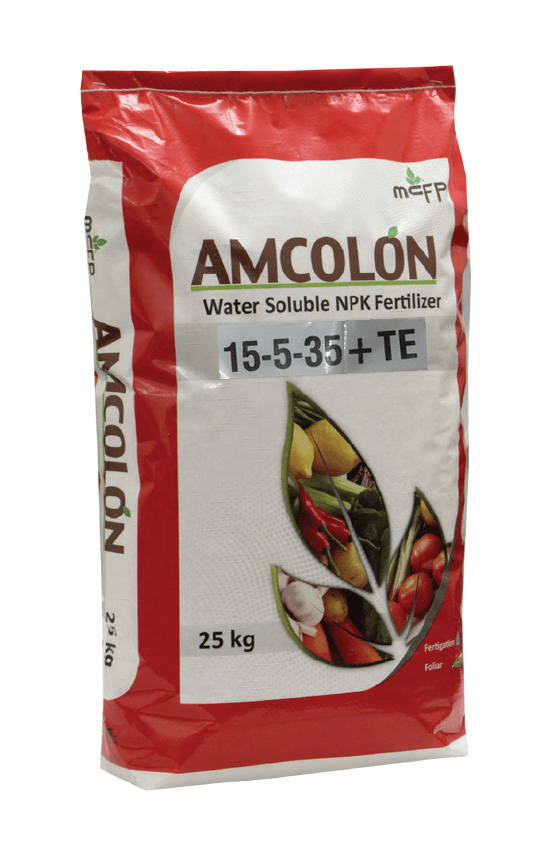 mcFP
AMCOLON
Water Soluble NPK Fertilizer
15-5-35 + TE
25 kg
Fertigation
Foliar
mcFP
AMCOLON
25 kg